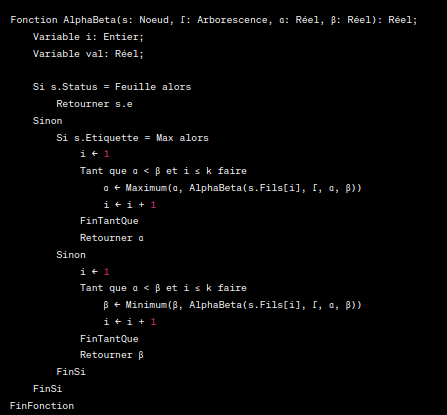 Fonction AlphaBeta(s: Noeud, Γ: Arborescence, α: Réel, β: Réel): Réel;
Variable i: Entier;
Variable val: Réel;
Si s.Status = Feuille alors
Retourner s.e
Sinon
Si s.Etiquette = Max alors
i ← 1
Tant que α < β et i ≤ k faire
α ← Maximum(α, AlphaBeta(s.Fils[i], Γ, α, β))
i ← i + 1
FinTantQue
Retourner α
Sinon
i ← 1
Tant que α < β et i ≤ k faire
β ← Minimum(β, AlphaBeta(s.Fils[i], Γ, α, β))
i ← i + 1
FinTantQue
Retourner β
FinSi
FinSi
FinFonction